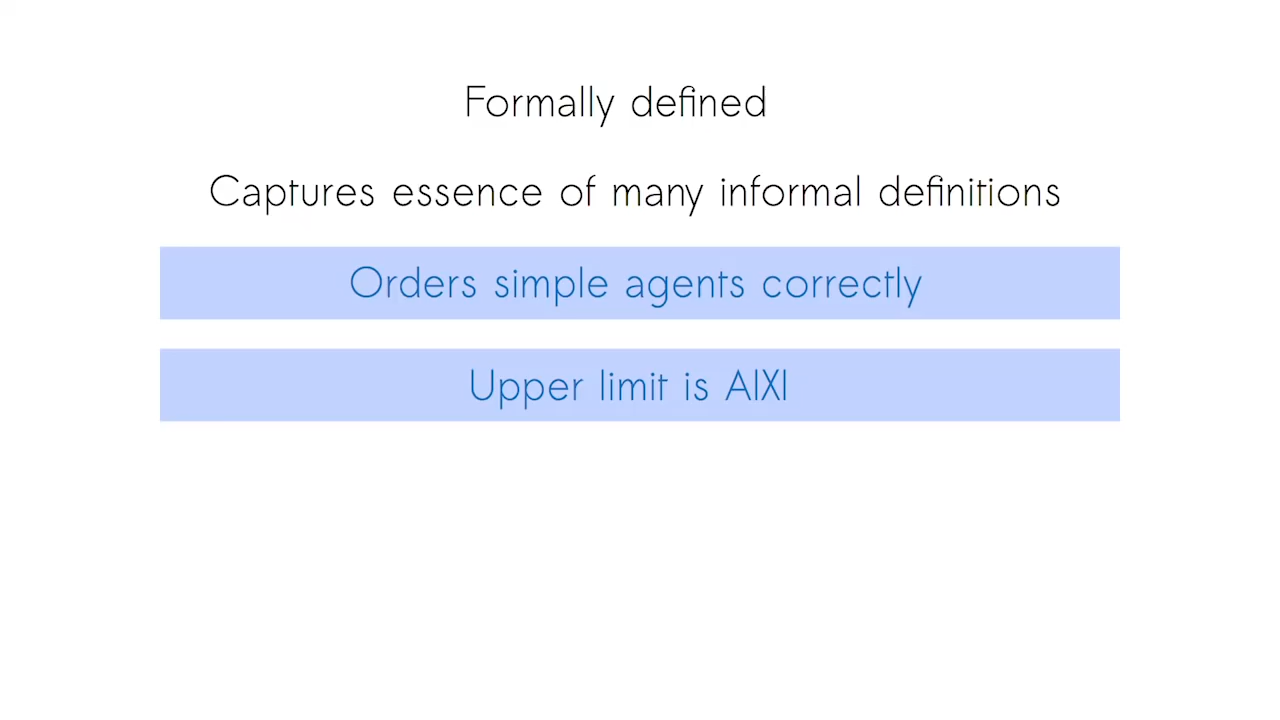 Formally defined
Captures essence of many informal definitions
Orders simple agents correctly
Upper limit is AIXI